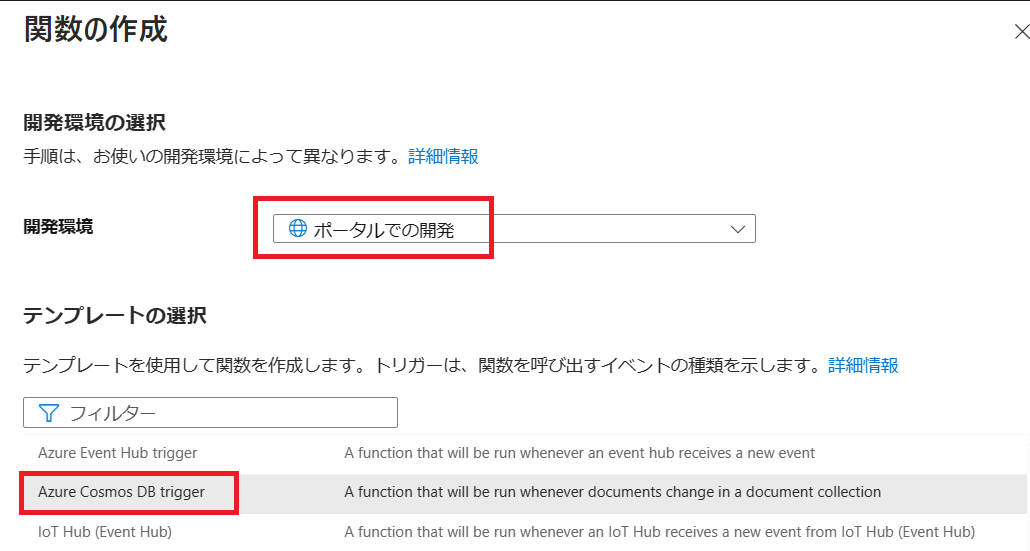 関数の作成
開発環境の選択
手順は、お使いの開発環境によって異なります。詳細情報
開発環境 ポータルでの開発
テンプレートの選択
テンプレートを使用して関数を作成します。トリガーは、関数を呼び出すイベントの種類を示します。詳細情報
フィルター
Azure Event Hub trigger A function that will be run whenever an event hub receives a new event
Azure Cosmos DB trigger A function that will be run whenever documents change in a document collection
IoT Hub (Event Hub) A function that will be run whenever an IoT Hub receives a new event from IoT Hub (Event Hub)